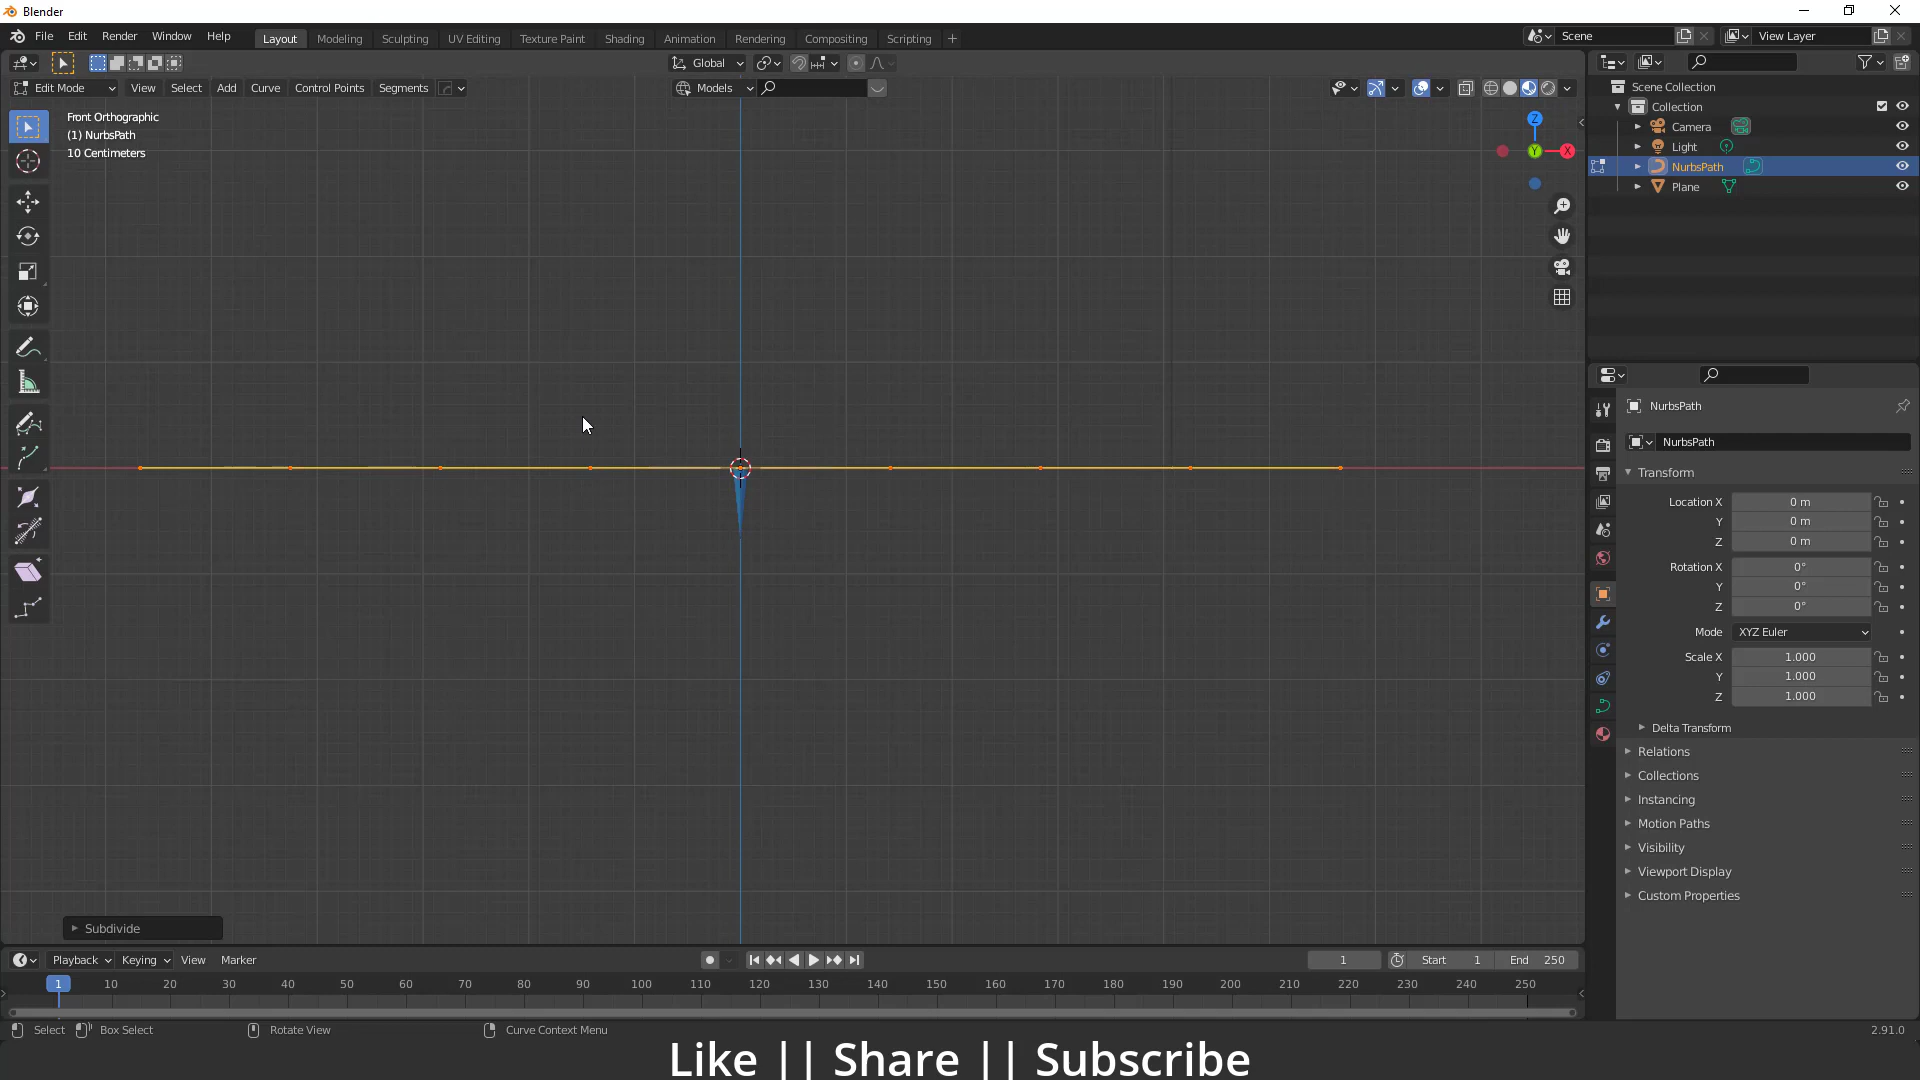 Blender
File Edit Render Window Help Layout Modeling Sculpting UV Editing Texture Paint Shading Animation Rendering Compositing Scripting + Scene View Layer
Global
Edit Mode View Select Add Curve Control Points Segments Models
Front Orthographic
(1) NurbsPath
10 Centimeters
Z
Y
X
Scene Collection
Collection
Camera
Light
NurbsPath
Plane
NurbsPath
NurbsPath
Transform
Location X 0 m
Y 0 m
Z 0 m
Rotation X 0°
Y 0°
Z 0°
Mode XYZ Euler
Scale X 1.000
Y 1.000
Z 1.000
Delta Transform
Relations
Collections
Instancing
Motion Paths
Visibility
Viewport Display
Custom Properties
Subdivide
Playback Keying View Marker 1 Start 1 End 250
1 10 20 30 40 50 60 70 80 90 100 110 120 130 140 150 160 170 180 190 200 210 220 230 240 250
Select Box Select Rotate View Curve Context Menu 2.91.0
Like || Share || Subscribe